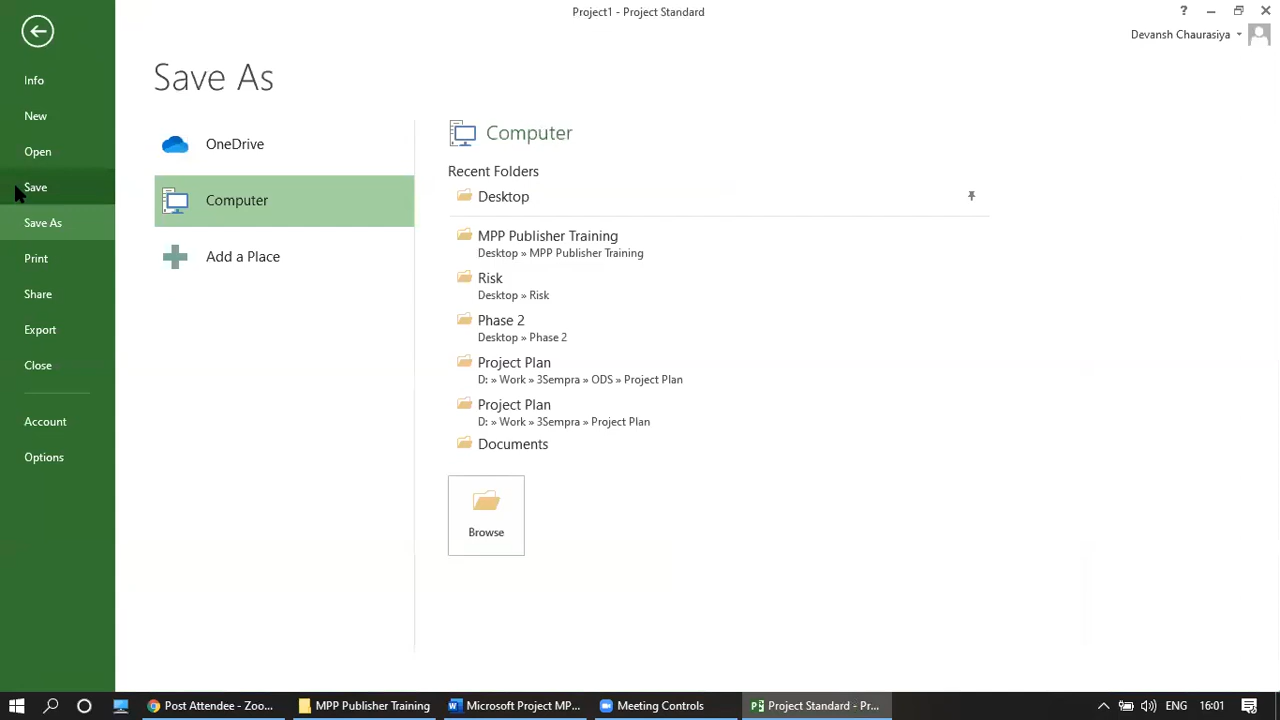 Project1 - Project Standard
?
Devansh Chaurasiya
Info
New
Open
Save
Save As
Print
Share
Export
Close
Account
Options
Save As
OneDrive
Computer
Add a Place
Computer
Recent Folders
Desktop
MPP Publisher Training
Desktop » MPP Publisher Training
Risk
Desktop » Risk
Phase 2
Desktop » Phase 2
Project Plan
D: » Work » 3Sempra » ODS » Project Plan
Project Plan
D: » Work » 3Sempra » Project Plan
Documents
Browse
Post Attendee - Zoo...
MPP Publisher Training
Microsoft Project MP...
Meeting Controls
Project Standard - Pr...
ENG
16:01